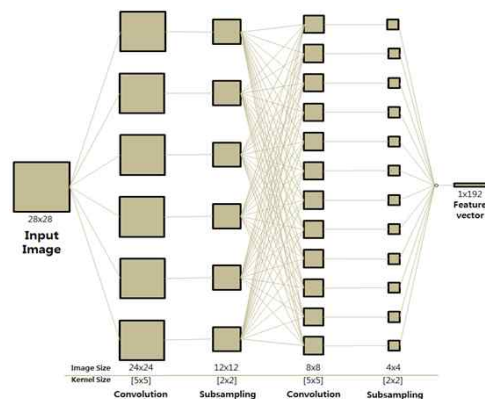 28x28
Input
Image
1x192
Feature
vector
Image Size 24x24 12x12 8x8 4x4
Kernel Size [5x5] [2x2] [5x5] [2x2]
Convolution Subsampling Convolution Subsampling